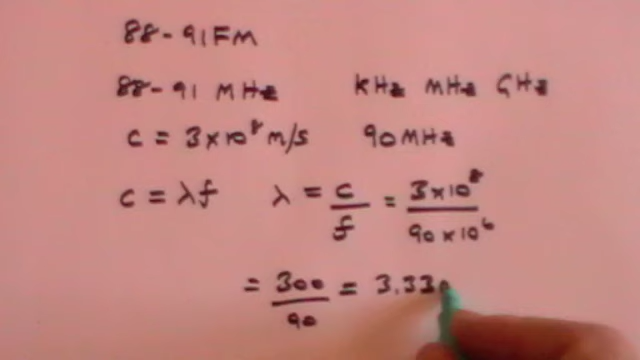 88-91FM
88-91 MHz KHz MHz GHz
c = 3×10⁸ m/s 90MHz
c = λf λ = c/f = 3×10⁸/90×10⁶
= 300/90 = 3.33